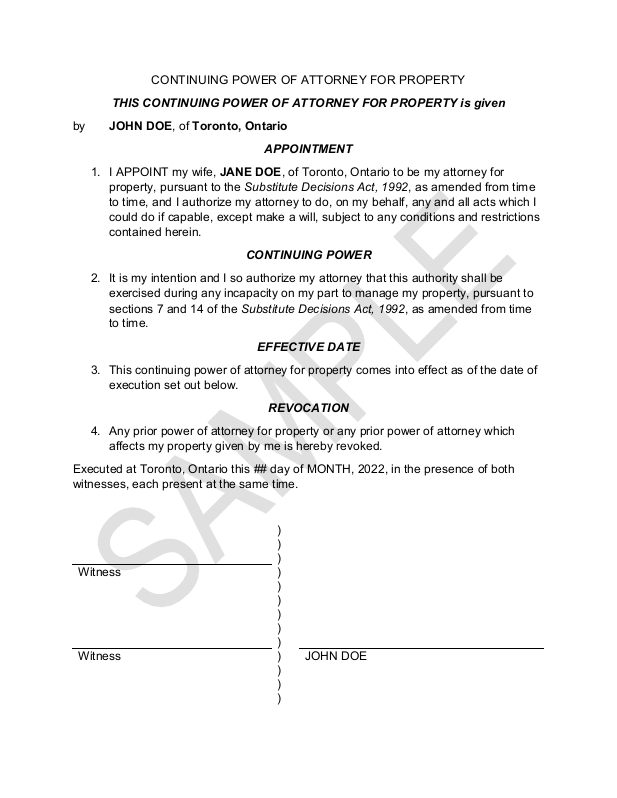 CONTINUING POWER OF ATTORNEY FOR PROPERTY
THIS CONTINUING POWER OF ATTORNEY FOR PROPERTY is given
by JOHN DOE, of Toronto, Ontario
APPOINTMENT
1. I APPOINT my wife, JANE DOE, of Toronto, Ontario to be my attorney for
property, pursuant to the Substitute Decisions Act, 1992, as amended from time
to time, and I authorize my attorney to do, on my behalf, any and all acts which I
could do if capable, except make a will, subject to any conditions and restrictions
contained herein.
CONTINUING POWER
2. It is my intention and I so authorize my attorney that this authority shall be
exercised during any incapacity on my part to manage my property, pursuant to
sections 7 and 14 of the Substitute Decisions Act, 1992, as amended from time
to time.
EFFECTIVE DATE
3. This continuing power of attorney for property comes into effect as of the date of
execution set out below.
REVOCATION
4. Any prior power of attorney for property or any prior power of attorney which
affects my property given by me is hereby revoked.
Executed at Toronto, Ontario this ## day of MONTH, 2022, in the presence of both
witnesses, each present at the same time.
)
)
)
Witness )
)
)
)
)
)
Witness ) JOHN DOE
)
)
)
SAMPLE